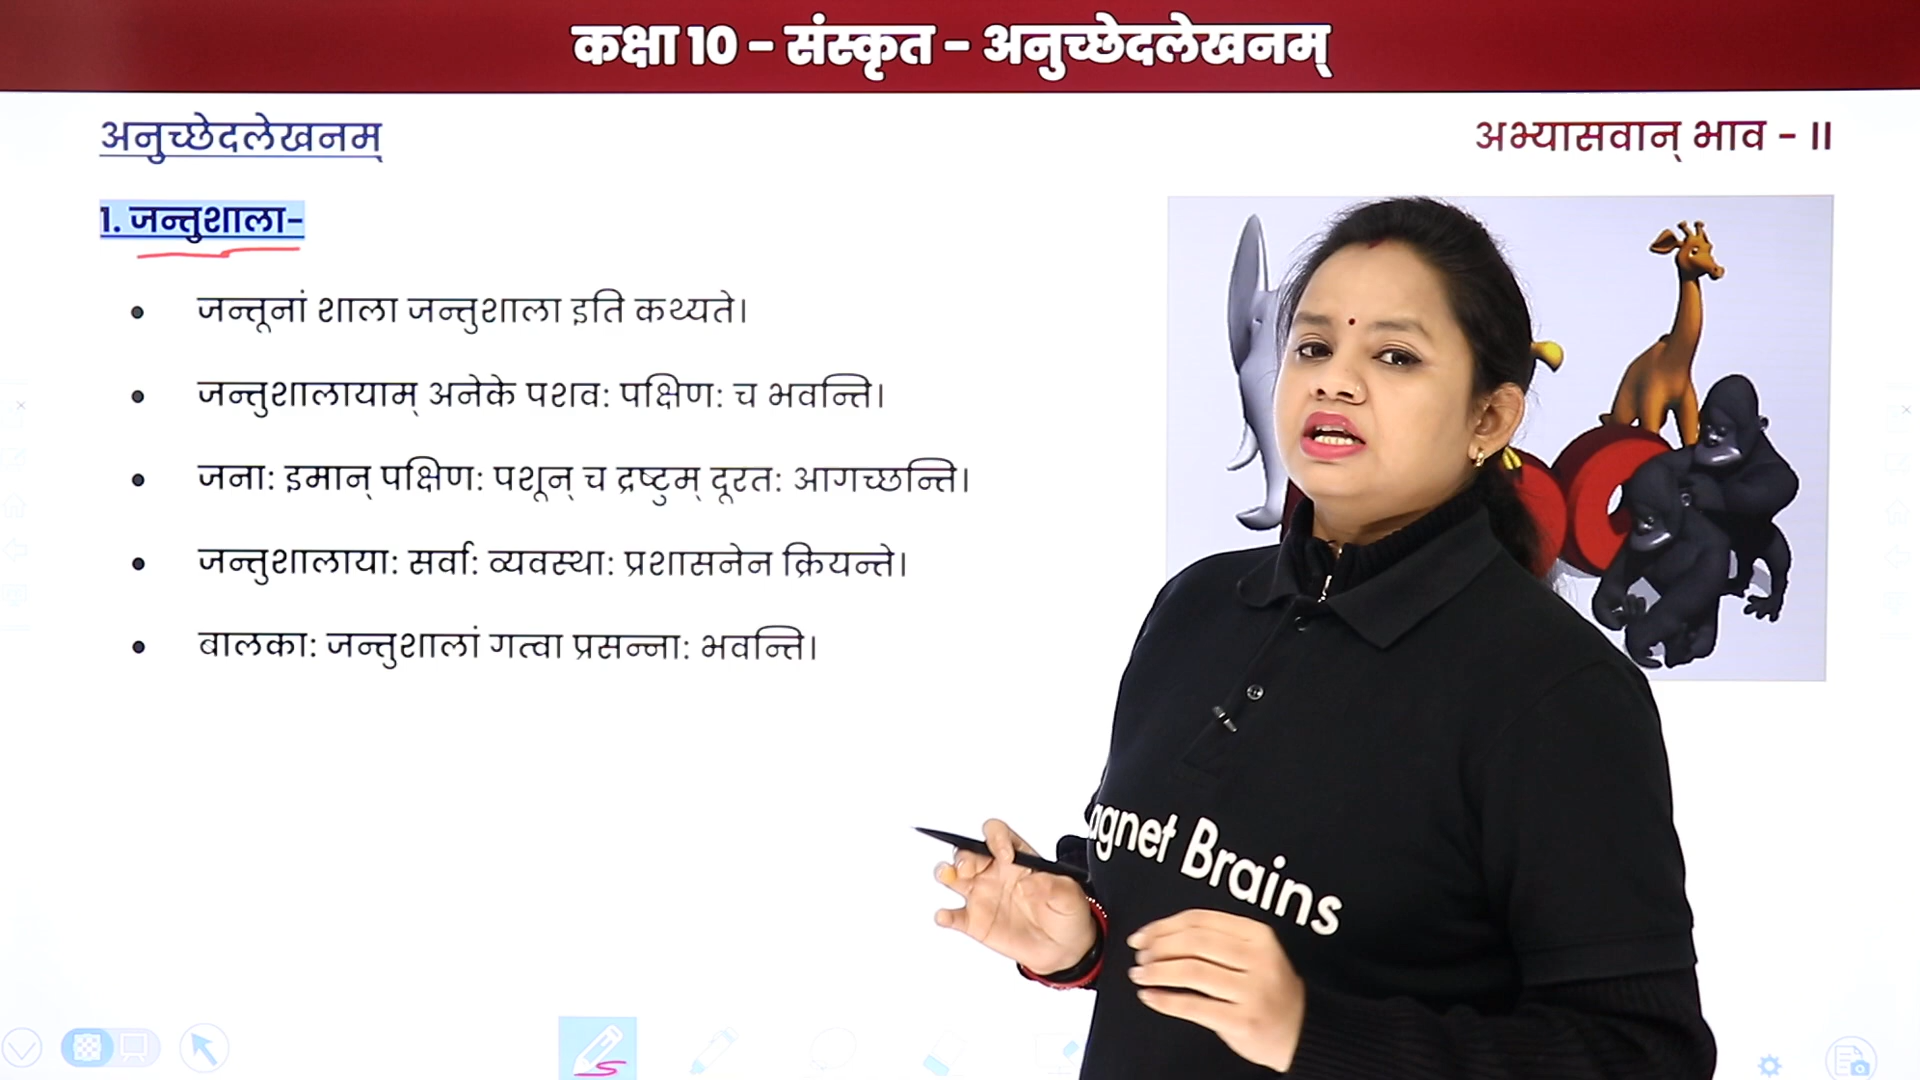 कक्षा 10 - संस्कृत - अनुच्छेदलेखनम्
अनुच्छेदलेखनम्
अभ्यासवान् भाव - II
1. जन्तुशाला-
• जन्तूनां शाला जन्तुशाला इति कथ्यते।
• जन्तुशालायाम् अनेके पशवः पक्षिणः च भवन्ति।
• जनाः इमान् पक्षिणः पशून् च द्रष्टुम् दूरतः आगच्छन्ति।
• जन्तुशालायाः सर्वाः व्यवस्थाः प्रशासनेन क्रियन्ते।
• बालकाः जन्तुशालां गत्वा प्रसन्नाः भवन्ति।
agnet Brains